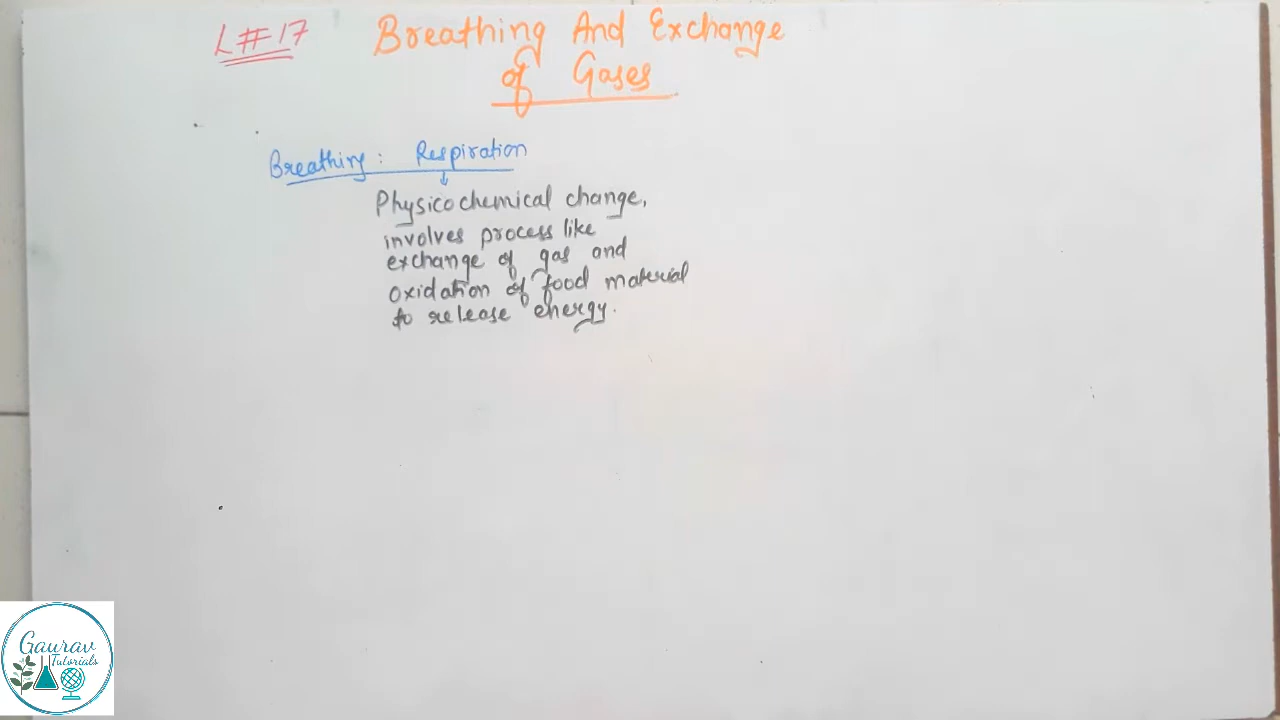 L#17 Breathing And Exchange
of Gases
Breathing: Respiration
Physicochemical change,
involves process like
exchange of gas and
oxidation of food material
to release energy.
Gaurav
Tutorials